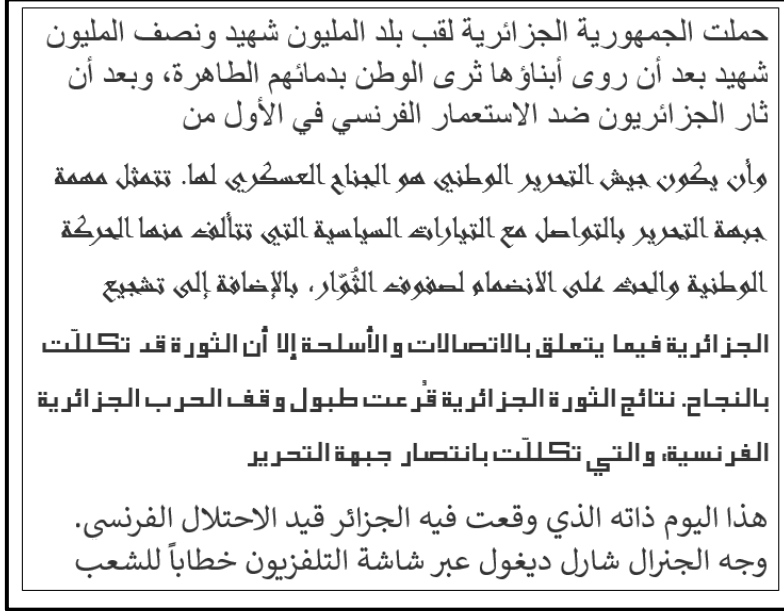 حملت الجمهورية الجزائرية لقب بلد المليون شهيد ونصف المليون
شهيد بعد أن روى أبناؤها ثرى الوطن بدمائهم الطاهرة، وبعد أن
ثار الجزائريون ضد الاستعمار الفرنسي في الأول من
وأن يكون جيش التحرير الوطني هو الجناح العسكري لها. تتمثل مهمة
جبهة التحرير بالتواصل مع التيارات السياسية التي تتألف منها الحركة
الوطنية والحث على الانضمام لصفوف الثُوّار، بالإضافة إلى تشجيع
الجزائرية فيما يتعلق بالاتصالات والأسلحة إلا أن الثورة قد تكللّت
بالنجاح. نتائج الثورة الجزائرية قُرعت طبول وقف الحرب الجزائرية
الفرنسية، والتي تكللّت بانتصار جبهة التحرير
هذا اليوم ذاته الذي وقعت فيه الجزائر قيد الاحتلال الفرنسي.
وجه الجنرال شارل ديغول عبر شاشة التلفزيون خطاباً للشعب